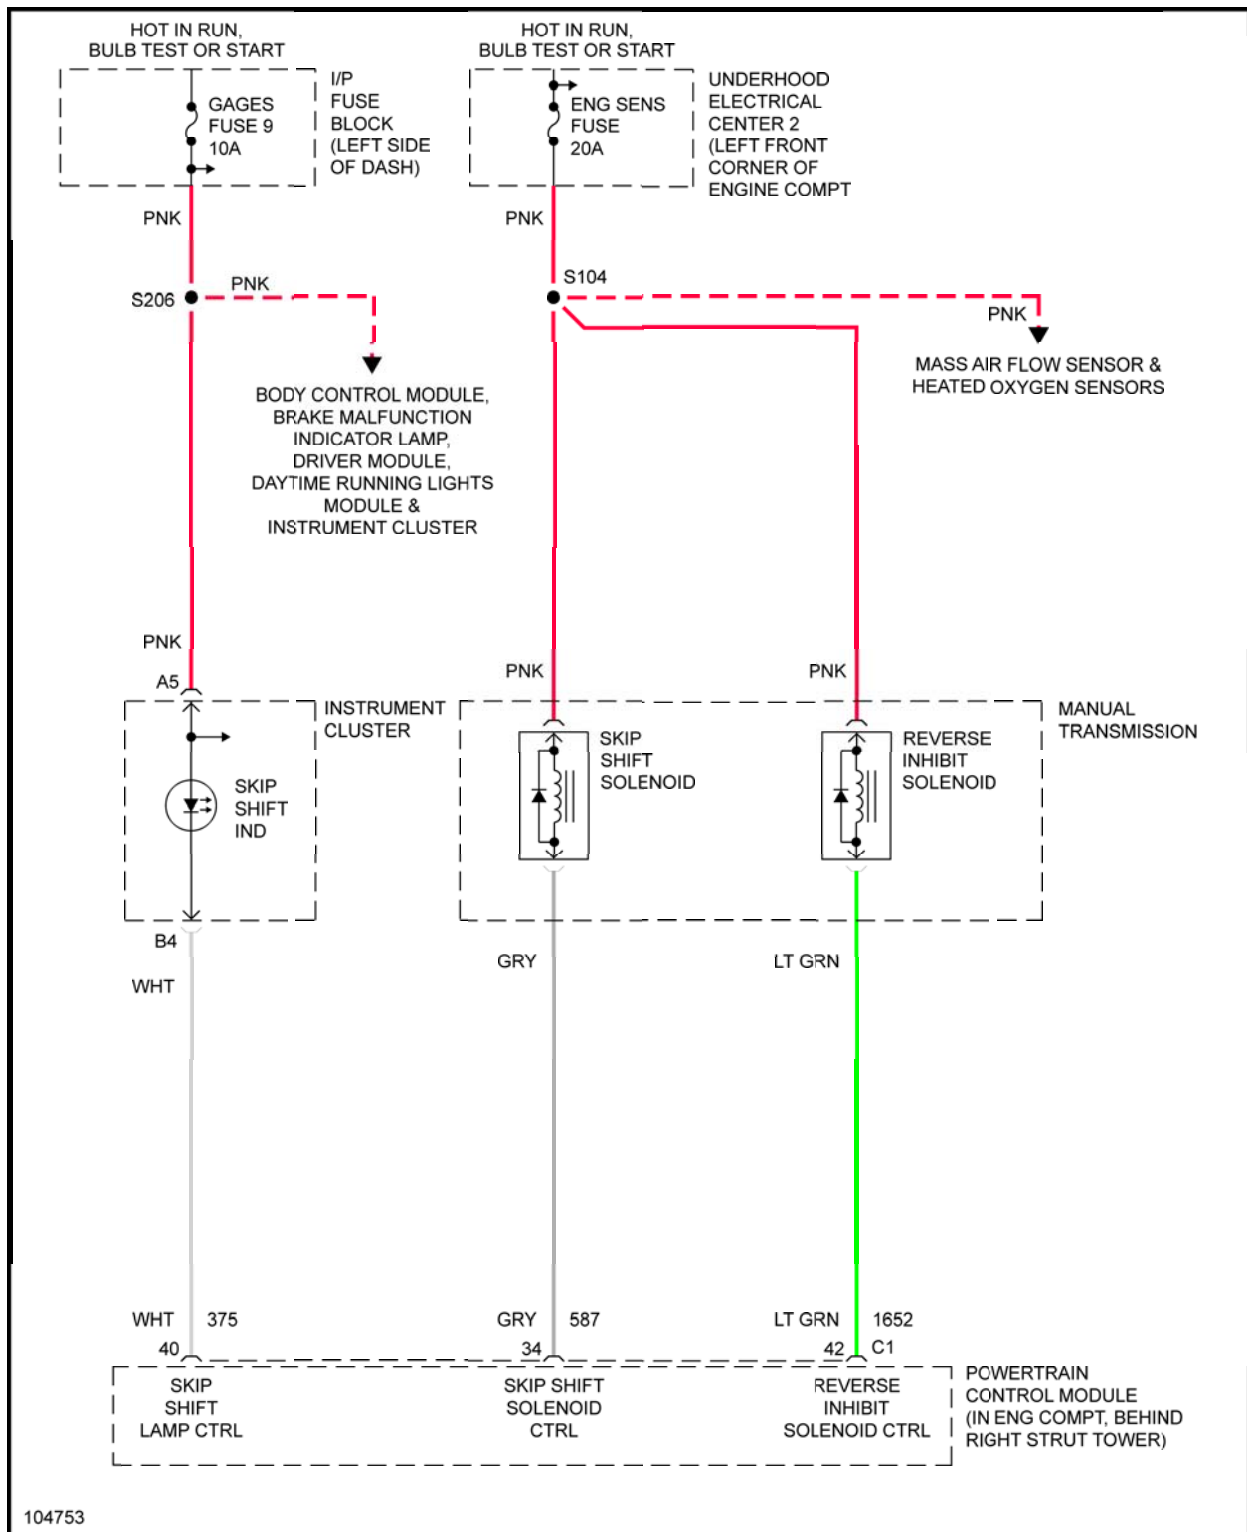 HOT IN RUN,
BULB TEST OR START
GAGES
FUSE 9
10A
I/P
FUSE
BLOCK
(LEFT SIDE
OF DASH)
HOT IN RUN,
BULB TEST OR START
ENG SENS
FUSE
20A
UNDERHOOD
ELECTRICAL
CENTER 2
(LEFT FRONT
CORNER OF
ENGINE COMPT
PNK
PNK
S206
PNK
S104
PNK
BODY CONTROL MODULE,
BRAKE MALFUNCTION
INDICATOR LAMP,
DRIVER MODULE,
DAYTIME RUNNING LIGHTS
MODULE &
INSTRUMENT CLUSTER
MASS AIR FLOW SENSOR &
HEATED OXYGEN SENSORS
PNK
A5
PNK
PNK
INSTRUMENT
CLUSTER
SKIP
SHIFT
IND
SKIP
SHIFT
SOLENOID
REVERSE
INHIBIT
SOLENOID
MANUAL
TRANSMISSION
B4
WHT
GRY
LT GRN
WHT 375
40
GRY 587
34
LT GRN 1652
42 C1
SKIP
SHIFT
LAMP CTRL
SKIP SHIFT
SOLENOID
CTRL
REVERSE
INHIBIT
SOLENOID CTRL
POWERTRAIN
CONTROL MODULE
(IN ENG COMPT, BEHIND
RIGHT STRUT TOWER)
104753